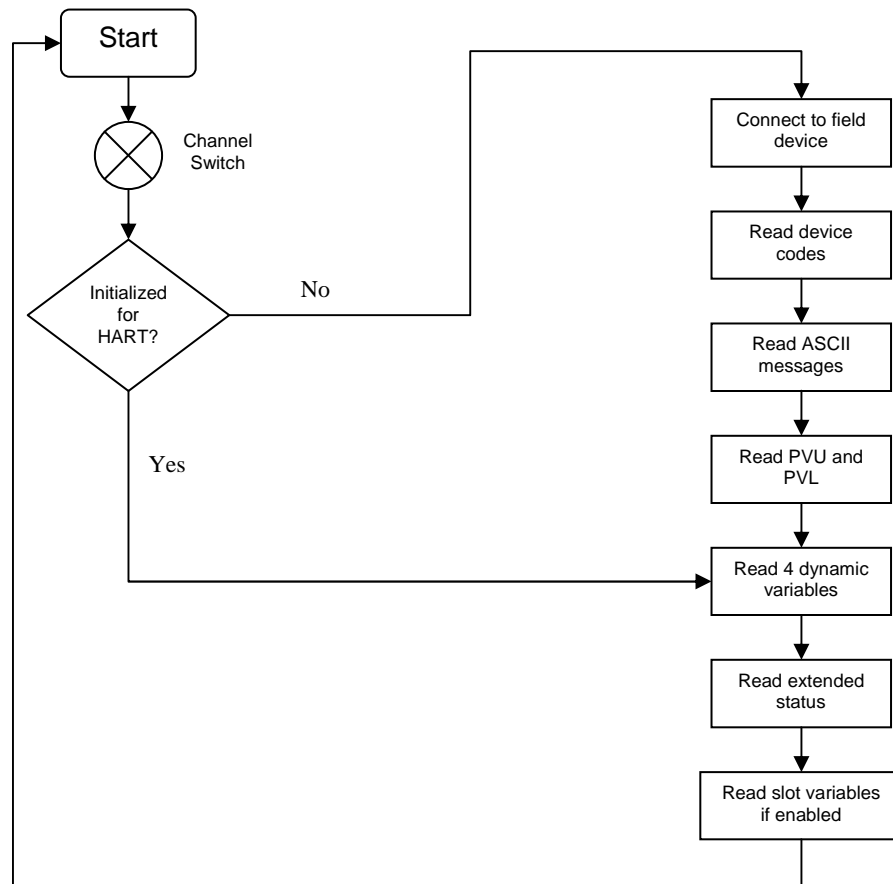 Start
Channel
Switch
Initialized
for
HART?
No
Yes
Connect to field
device
Read device
codes
Read ASCII
messages
Read PVU and
PVL
Read 4 dynamic
variables
Read extended
status
Read slot variables
if enabled